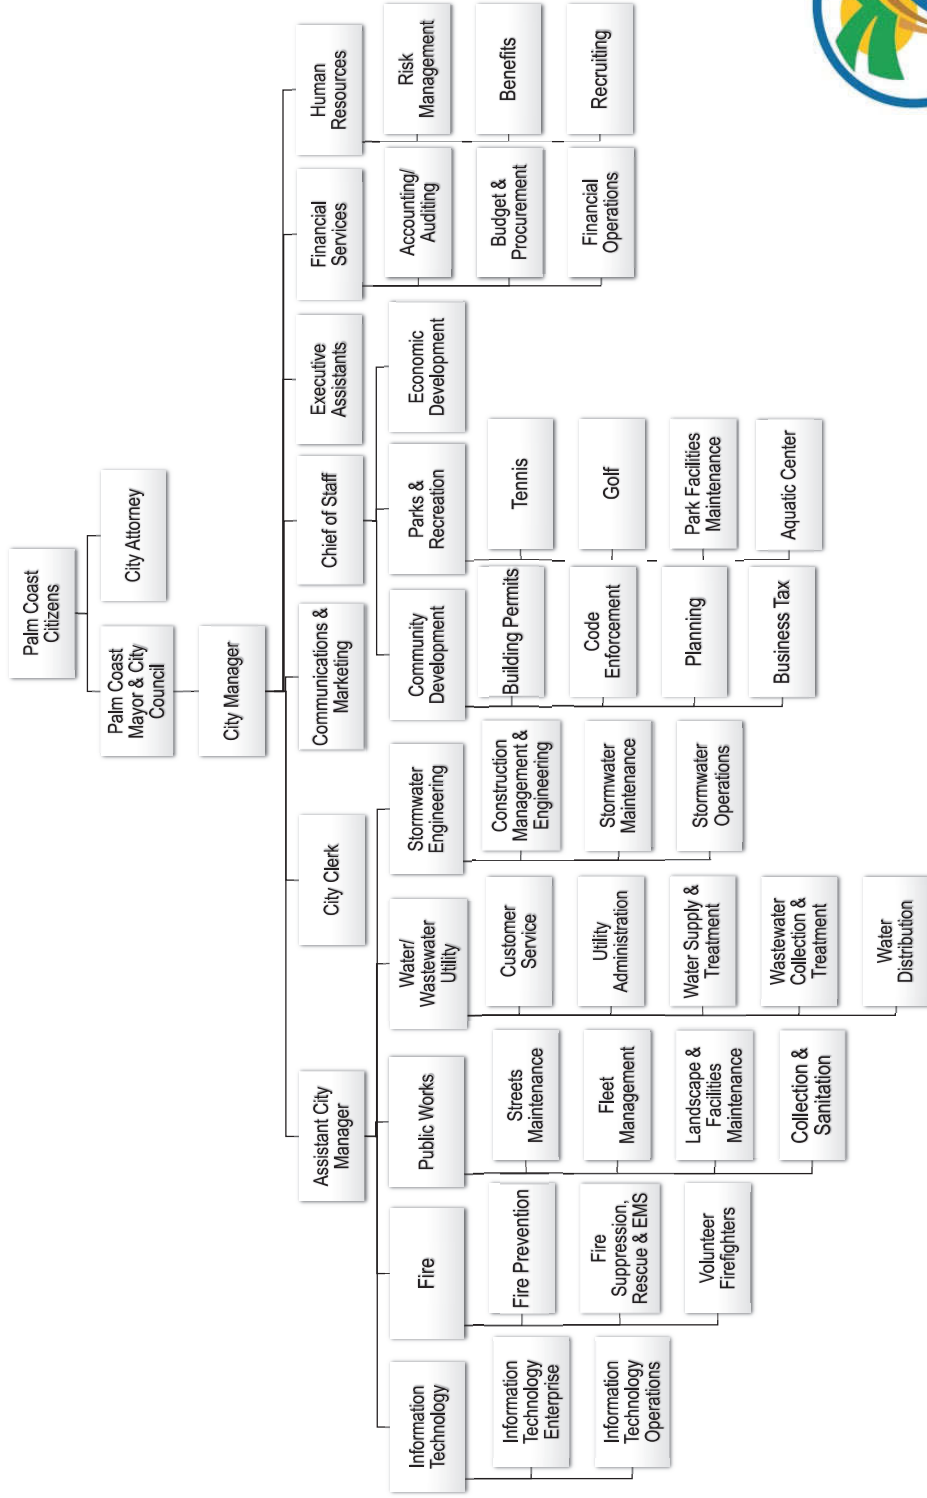 Palm Coast
Citizens
Palm Coast
Mayor & City
Council
City Attorney
City Manager
Assistant City
Manager
City Clerk
Communications &
Marketing
Chief of Staff
Executive
Assistants
Financial
Services
Human
Resources
Information
Technology
Fire
Public Works
Water/
Wastewater
Utility
Stormwater
Engineering
Community
Development
Parks &
Recreation
Economic
Development
Accounting/
Auditing
Risk
Management
Information
Technology
Enterprise
Fire Prevention
Streets
Maintenance
Customer
Service
Construction
Management &
Engineering
Building Permits
Tennis
Budget &
Procurement
Benefits
Information
Technology
Operations
Fire
Suppression,
Rescue & EMS
Fleet
Management
Utility
Administration
Stormwater
Maintenance
Code
Enforcement
Golf
Financial
Operations
Recruiting
Volunteer
Firefighters
Landscape &
Facilities
Maintenance
Water Supply &
Treatment
Stormwater
Operations
Planning
Park Facilities
Maintenance
Collection &
Sanitation
Wastewater
Collection &
Treatment
Business Tax
Aquatic Center
Water
Distribution